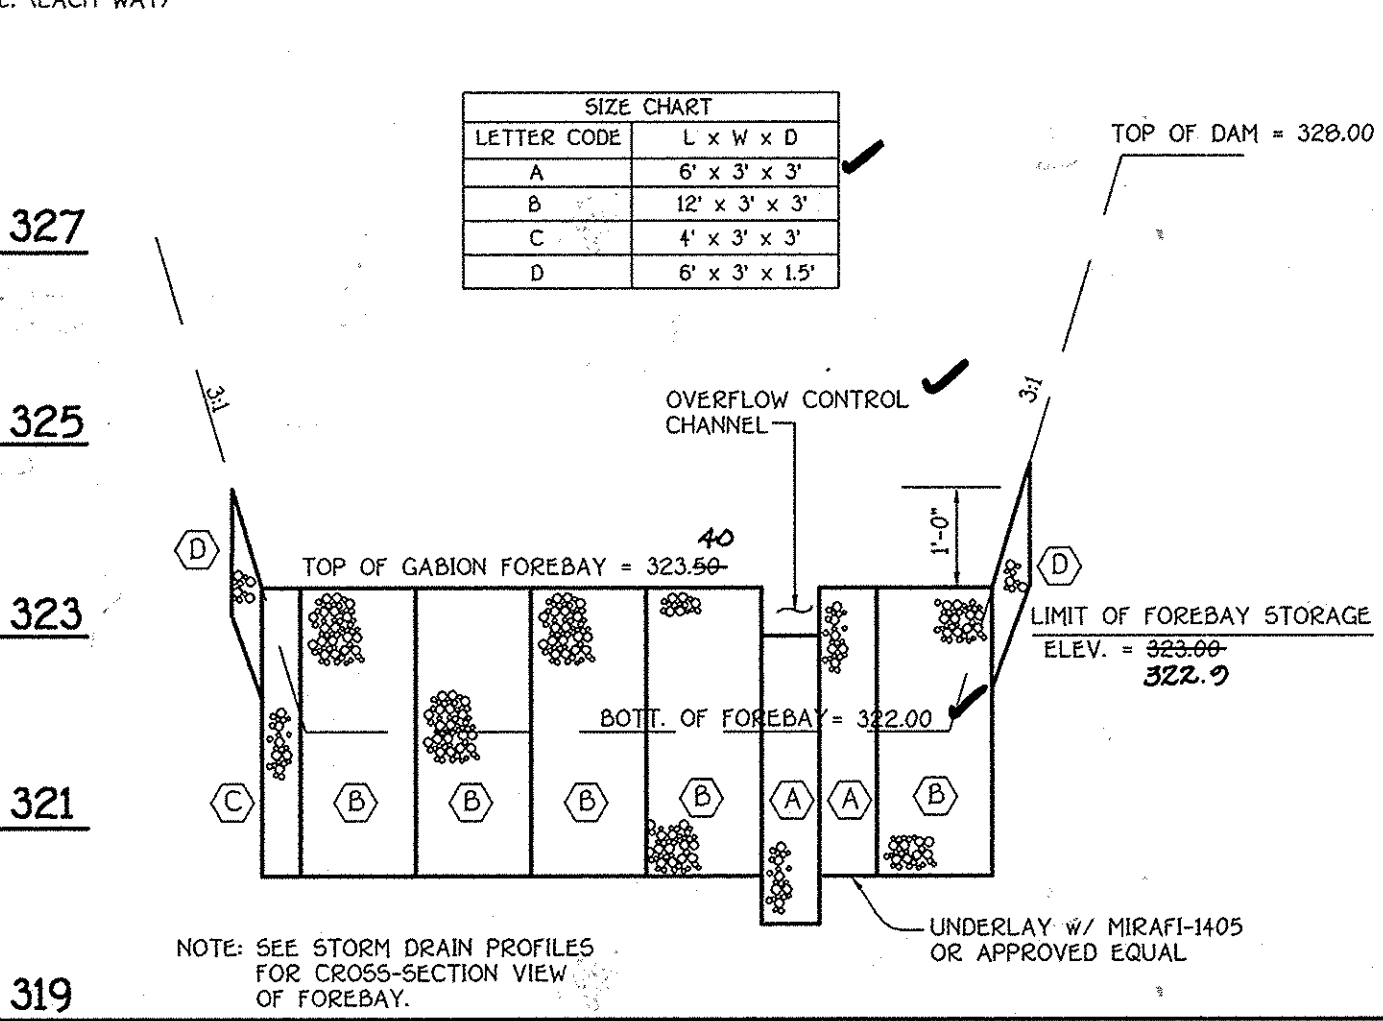 SIZE CHART
LETTER CODE L x W x D
A 6' x 3' x 3'
B 12' x 3' x 3'
C 4' x 3' x 3'
D 6' x 3' x 1.5'
TOP OF DAM = 328.00
327
3:1
3:1
OVERFLOW CONTROL
CHANNEL
325
1'-0"
D
40
TOP OF GABION FOREBAY = 323.50
D
323
LIMIT OF FOREBAY STORAGE
ELEV. = 323.00
322.9
BOTT. OF FOREBAY = 322.00
321
C B B B B A A B
UNDERLAY W/ MIRAFI-1405
OR APPROVED EQUAL
NOTE: SEE STORM DRAIN PROFILES
FOR CROSS-SECTION VIEW
OF FOREBAY.
319